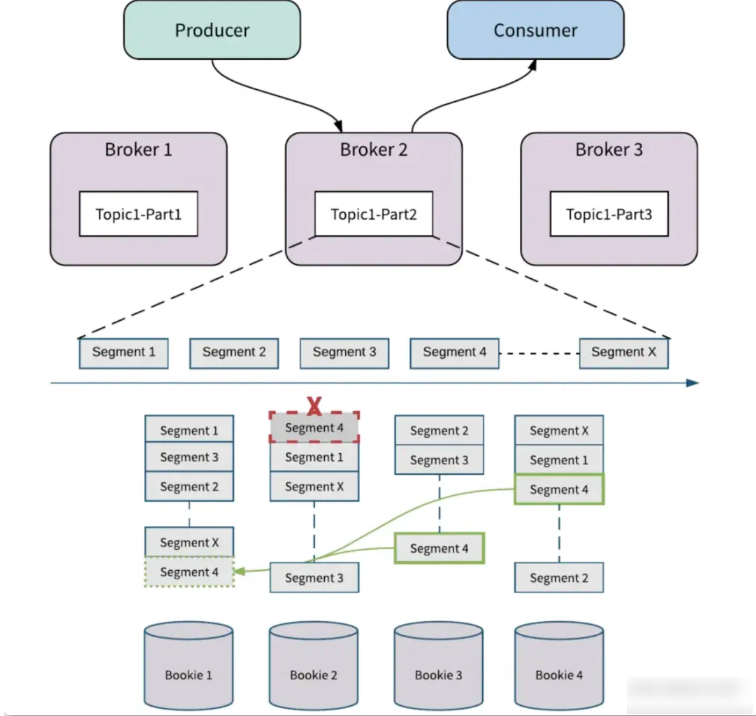 Producer
Consumer
Broker 1
Broker 2
Broker 3
Topic1-Part1
Topic1-Part2
Topic1-Part3
Segment 1
Segment 2
Segment 3
Segment 4
Segment X
Segment 1
Segment 3
Segment 2
Segment X
Segment 4
X
Segment 4
Segment 1
Segment X
Segment 3
Segment 2
Segment 3
Segment 4
Segment X
Segment 1
Segment 4
Segment 2
Bookie 1
Bookie 2
Bookie 3
Bookie 4